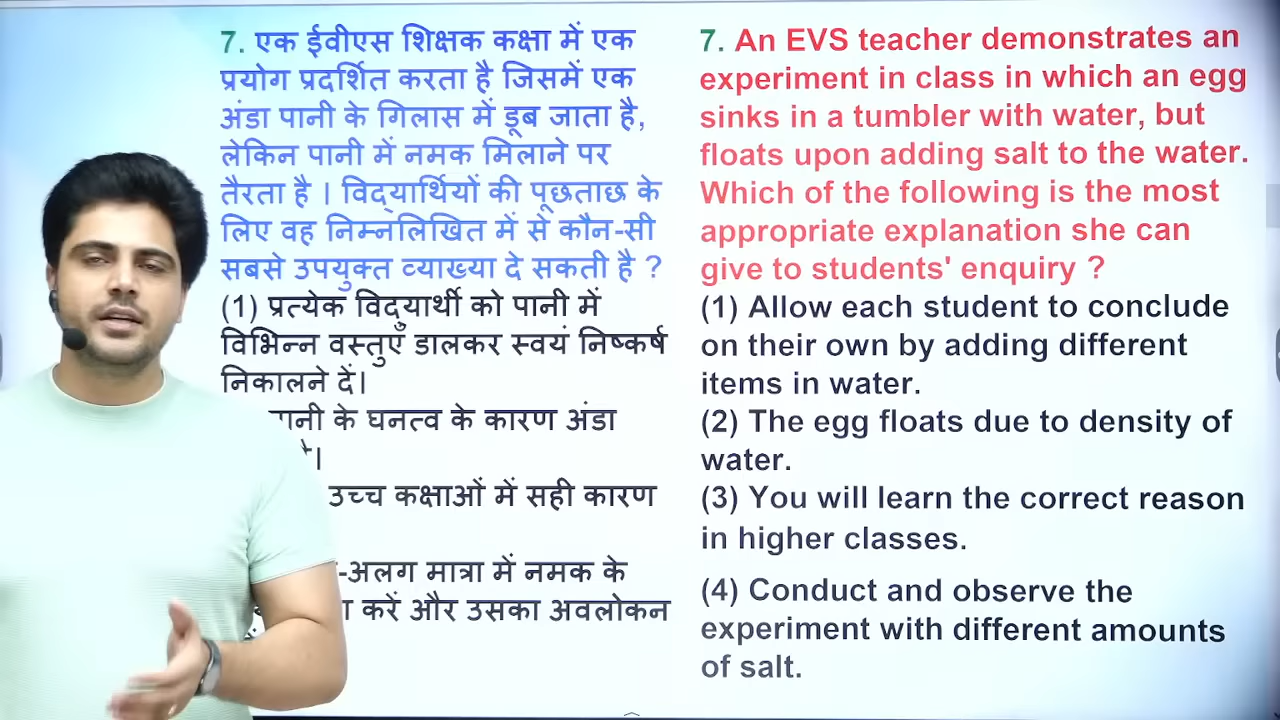 7. एक ईवीएस शिक्षक कक्षा में एक
प्रयोग प्रदर्शित करता है जिसमें एक
अंडा पानी के गिलास में डूब जाता है,
लेकिन पानी में नमक मिलाने पर
तैरता है । विद्यार्थियों की पूछताछ के
लिए वह निम्नलिखित में से कौन-सी
सबसे उपयुक्त व्याख्या दे सकती है ?
(1) प्रत्येक विद्यार्थी को पानी में
विभिन्न वस्तुएँ डालकर स्वयं निष्कर्ष
निकालने दें।
के घनत्व के कारण अंडा
उच्च कक्षाओं में सही कारण
-अलग मात्रा में नमक के
करें और उसका अवलोकन
7. An EVS teacher demonstrates an
experiment in class in which an egg
sinks in a tumbler with water, but
floats upon adding salt to the water.
Which of the following is the most
appropriate explanation she can
give to students' enquiry ?
(1) Allow each student to conclude
on their own by adding different
items in water.
(2) The egg floats due to density of
water.
(3) You will learn the correct reason
in higher classes.
(4) Conduct and observe the
experiment with different amounts
of salt.